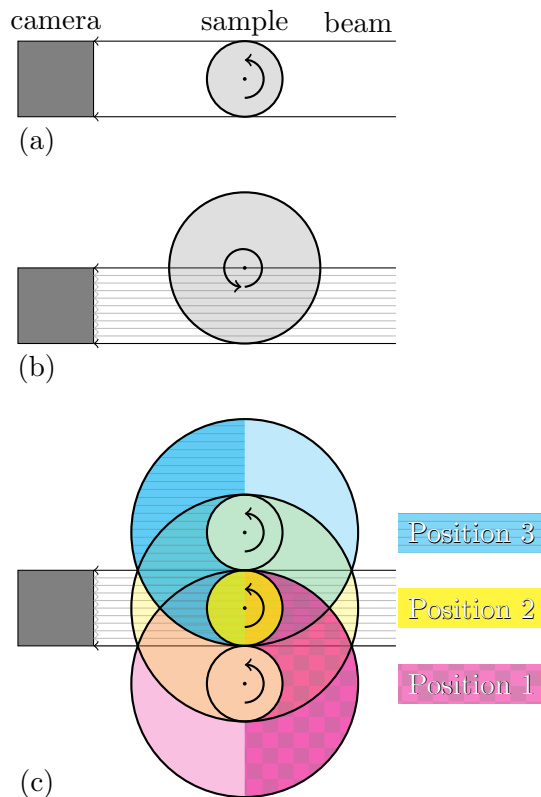 camera sample beam
(a)
(b)
Position 3
Position 2
Position 1
(c)